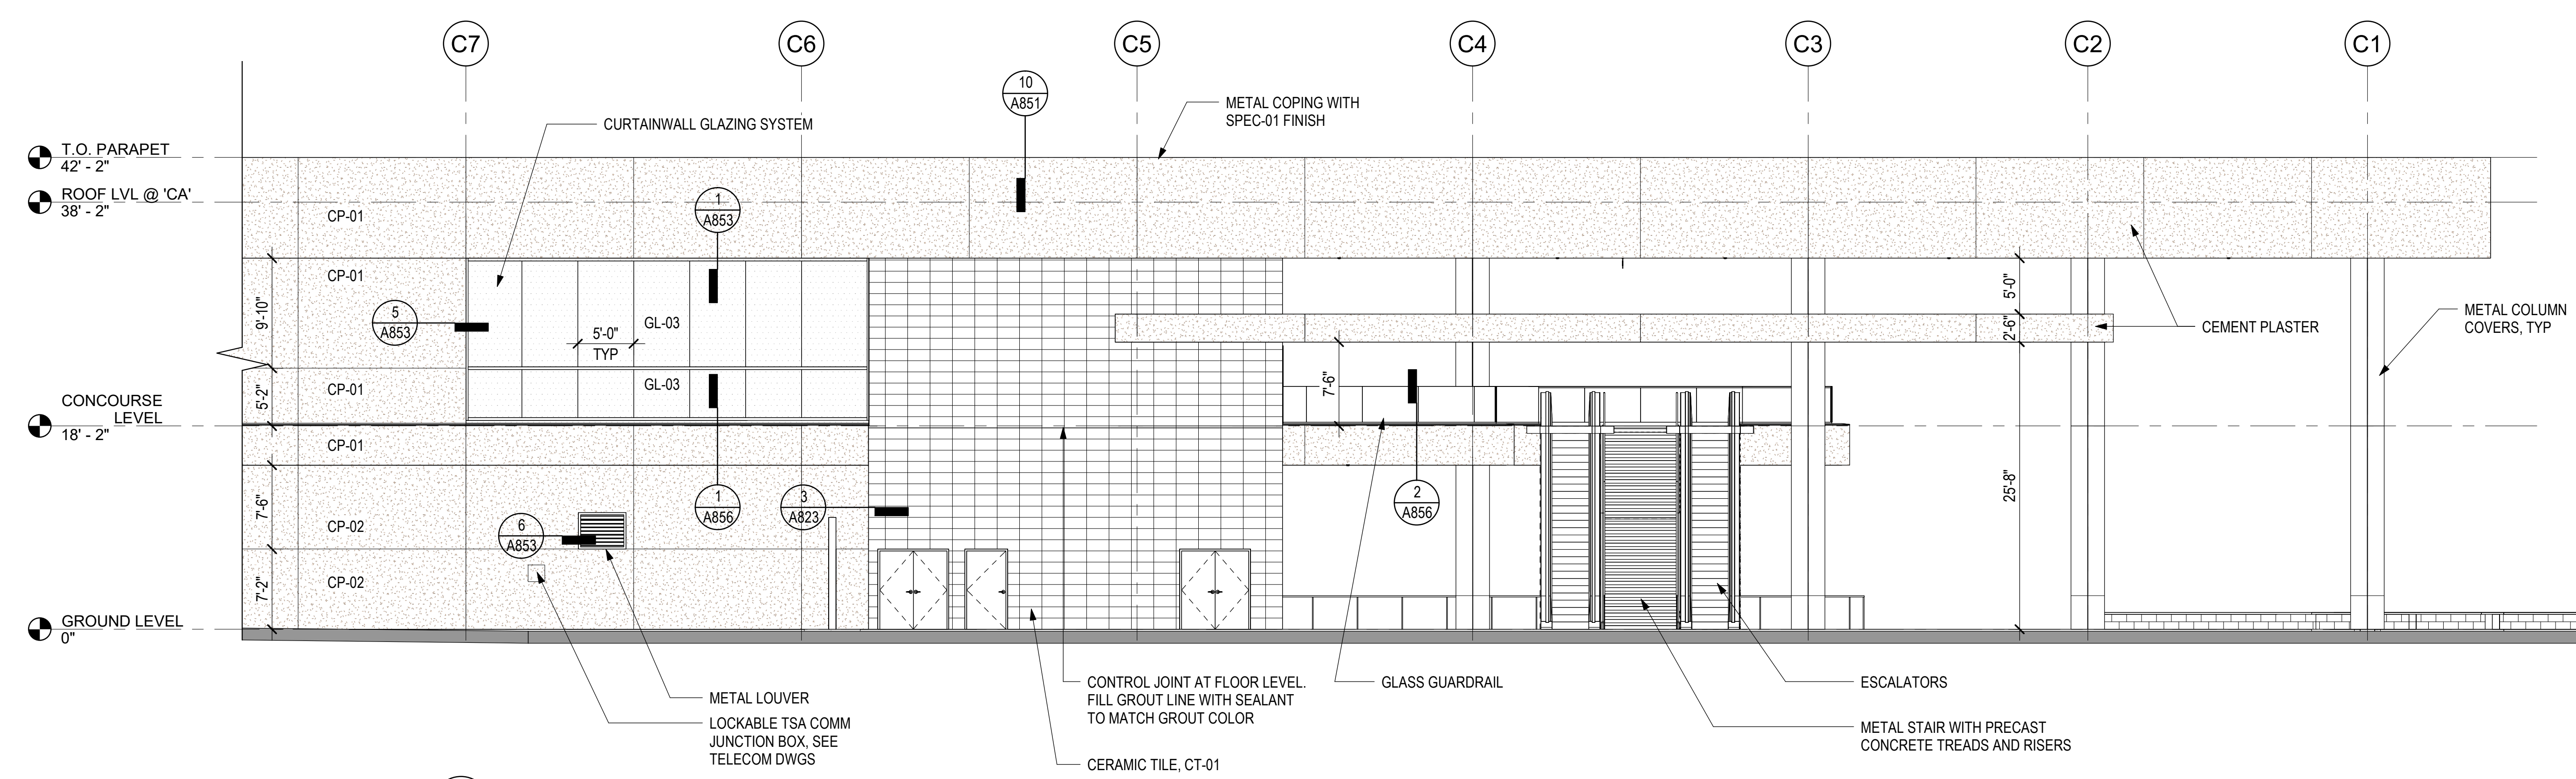 C7
C6
C5
C4
C3
C2
C1
10
A851
METAL COPING WITH
SPEC-01 FINISH
CURTAINWALL GLAZING SYSTEM
T.O. PARAPET
42' - 2"
ROOF LVL @ 'CA'
38' - 2"
CP-01
1
A853
CP-01
9'-10"
5
A853
5'-0"
TYP
GL-03
5'-0"
2'-6"
CEMENT PLASTER
METAL COLUMN
COVERS, TYP
CP-01
5'-2"
GL-03
7'-6"
CONCOURSE
LEVEL
18' - 2"
CP-01
25'-8"
7'-6"
CP-02
6
A853
1
A856
3
A823
2
A856
7'-2"
CP-02
GROUND LEVEL
0"
METAL LOUVER
LOCKABLE TSA COMM
JUNCTION BOX, SEE
TELECOM DWGS
CONTROL JOINT AT FLOOR LEVEL.
FILL GROUT LINE WITH SEALANT
TO MATCH GROUT COLOR
CERAMIC TILE, CT-01
GLASS GUARDRAIL
ESCALATORS
METAL STAIR WITH PRECAST
CONCRETE TREADS AND RISERS